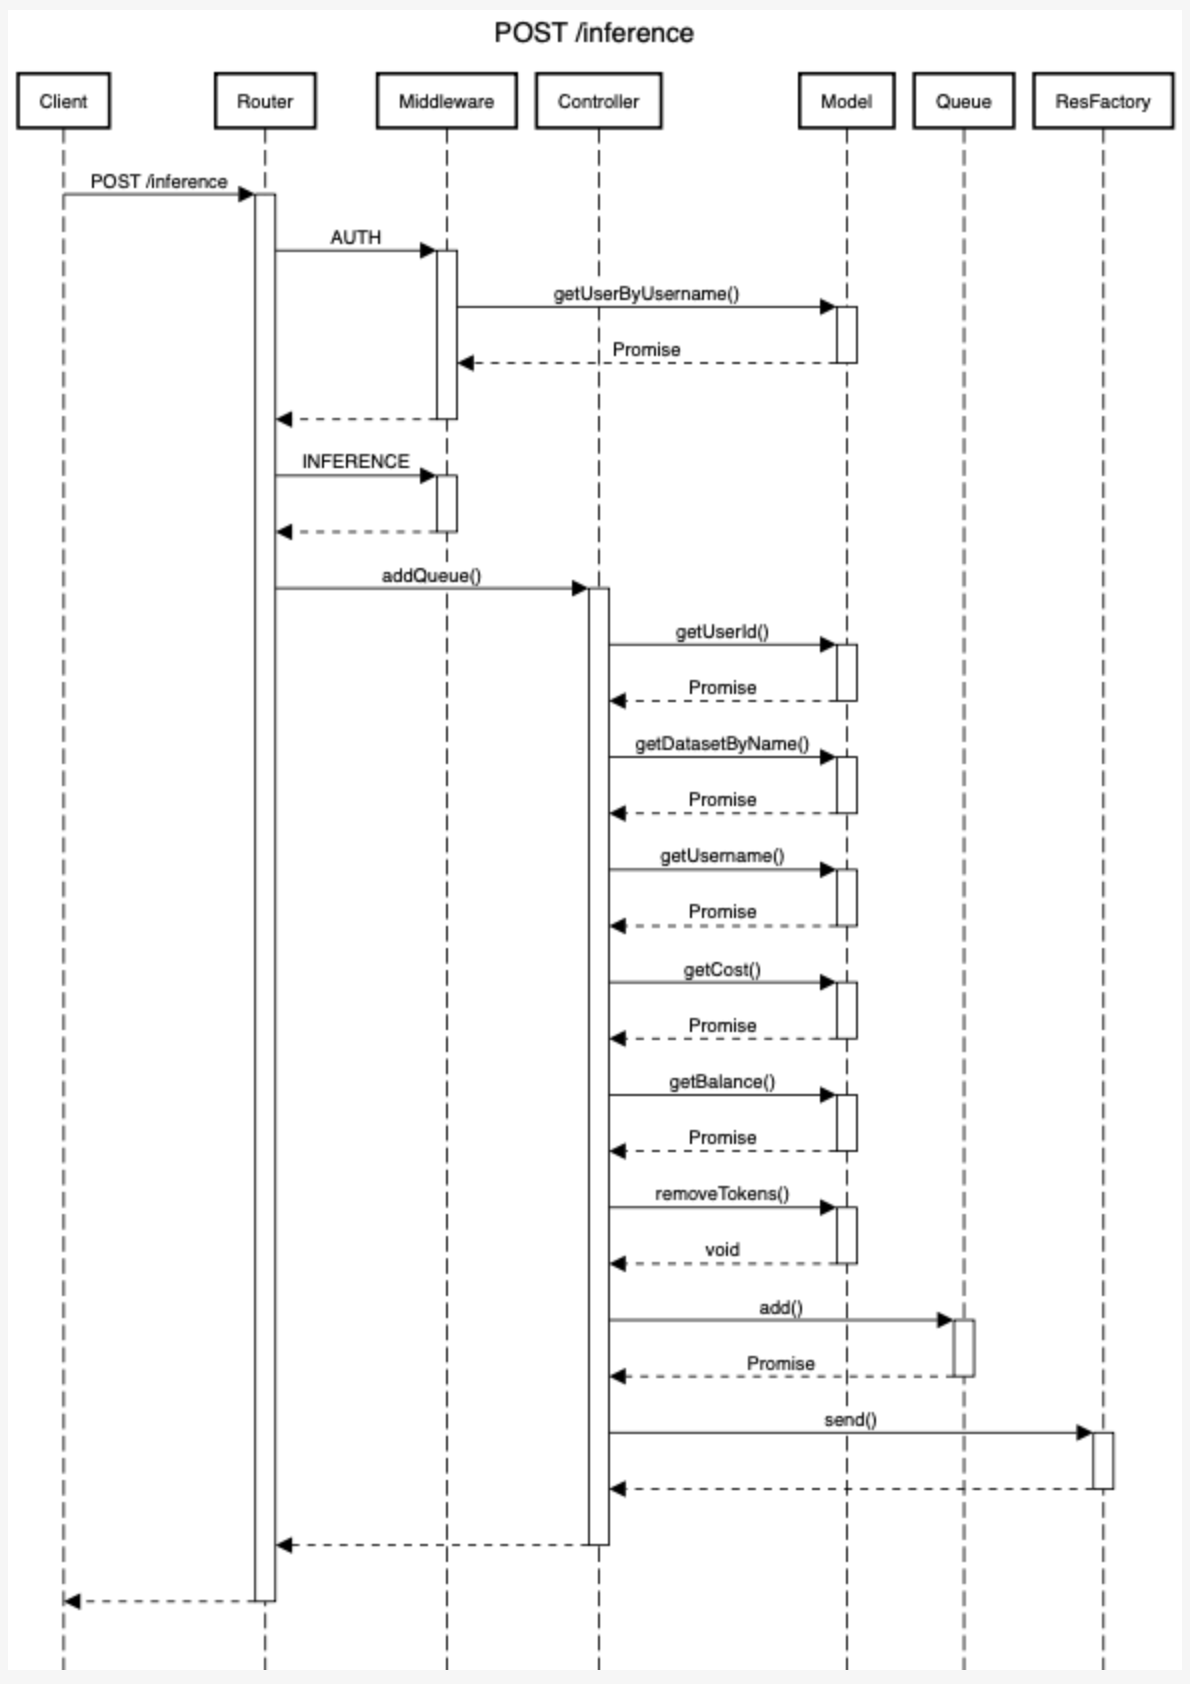 POST /inference
Client
Router
Middleware
Controller
Model
Queue
ResFactory
POST /inference
AUTH
getUserByUsername()
Promise
INFERENCE
addQueue()
getUserId()
Promise
getDatasetByName()
Promise
getUsername()
Promise
getCost()
Promise
getBalance()
Promise
removeTokens()
void
add()
Promise
send()